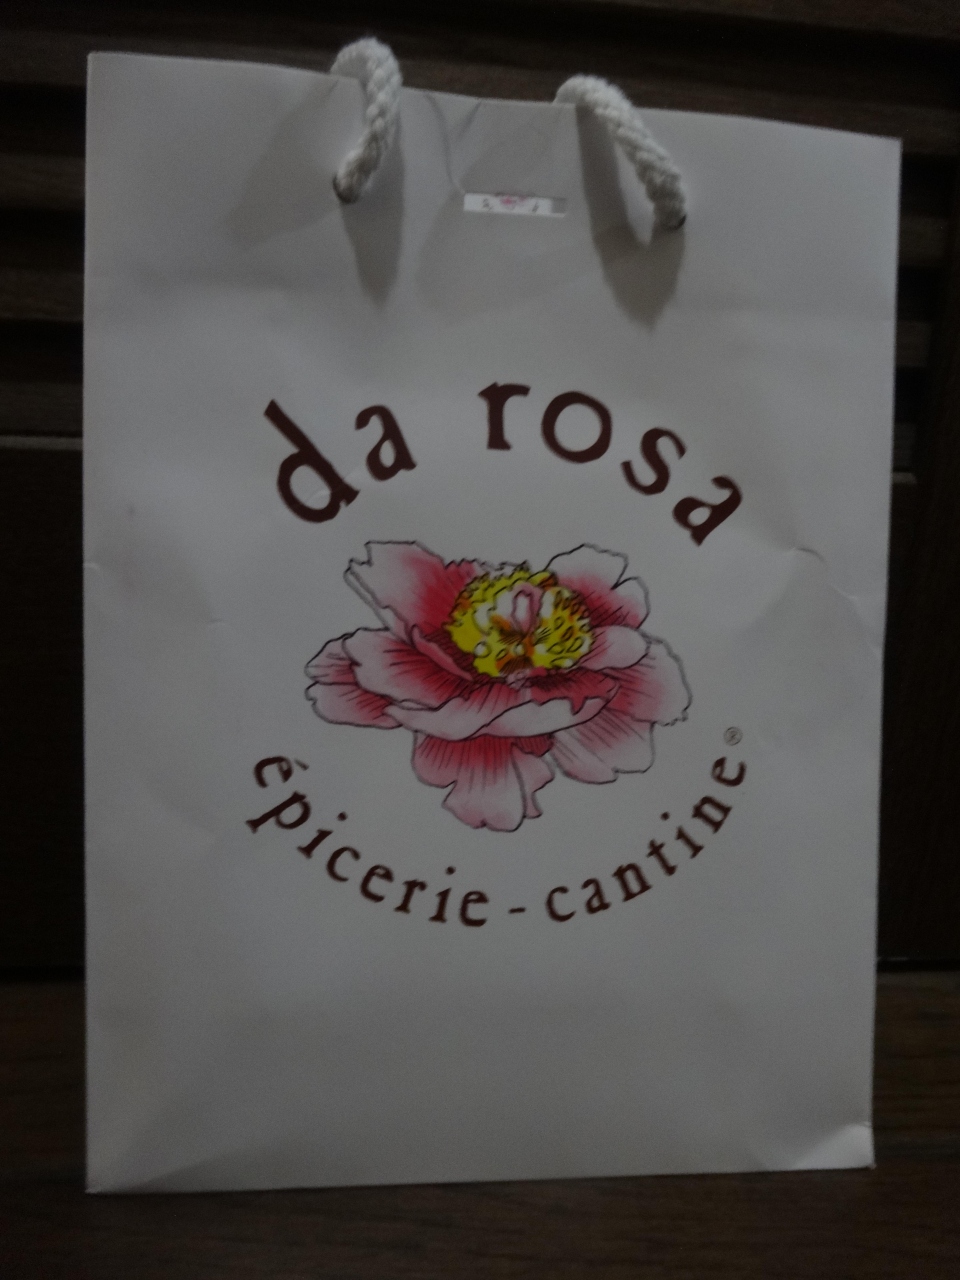 da rosa
épicerie - cantine®